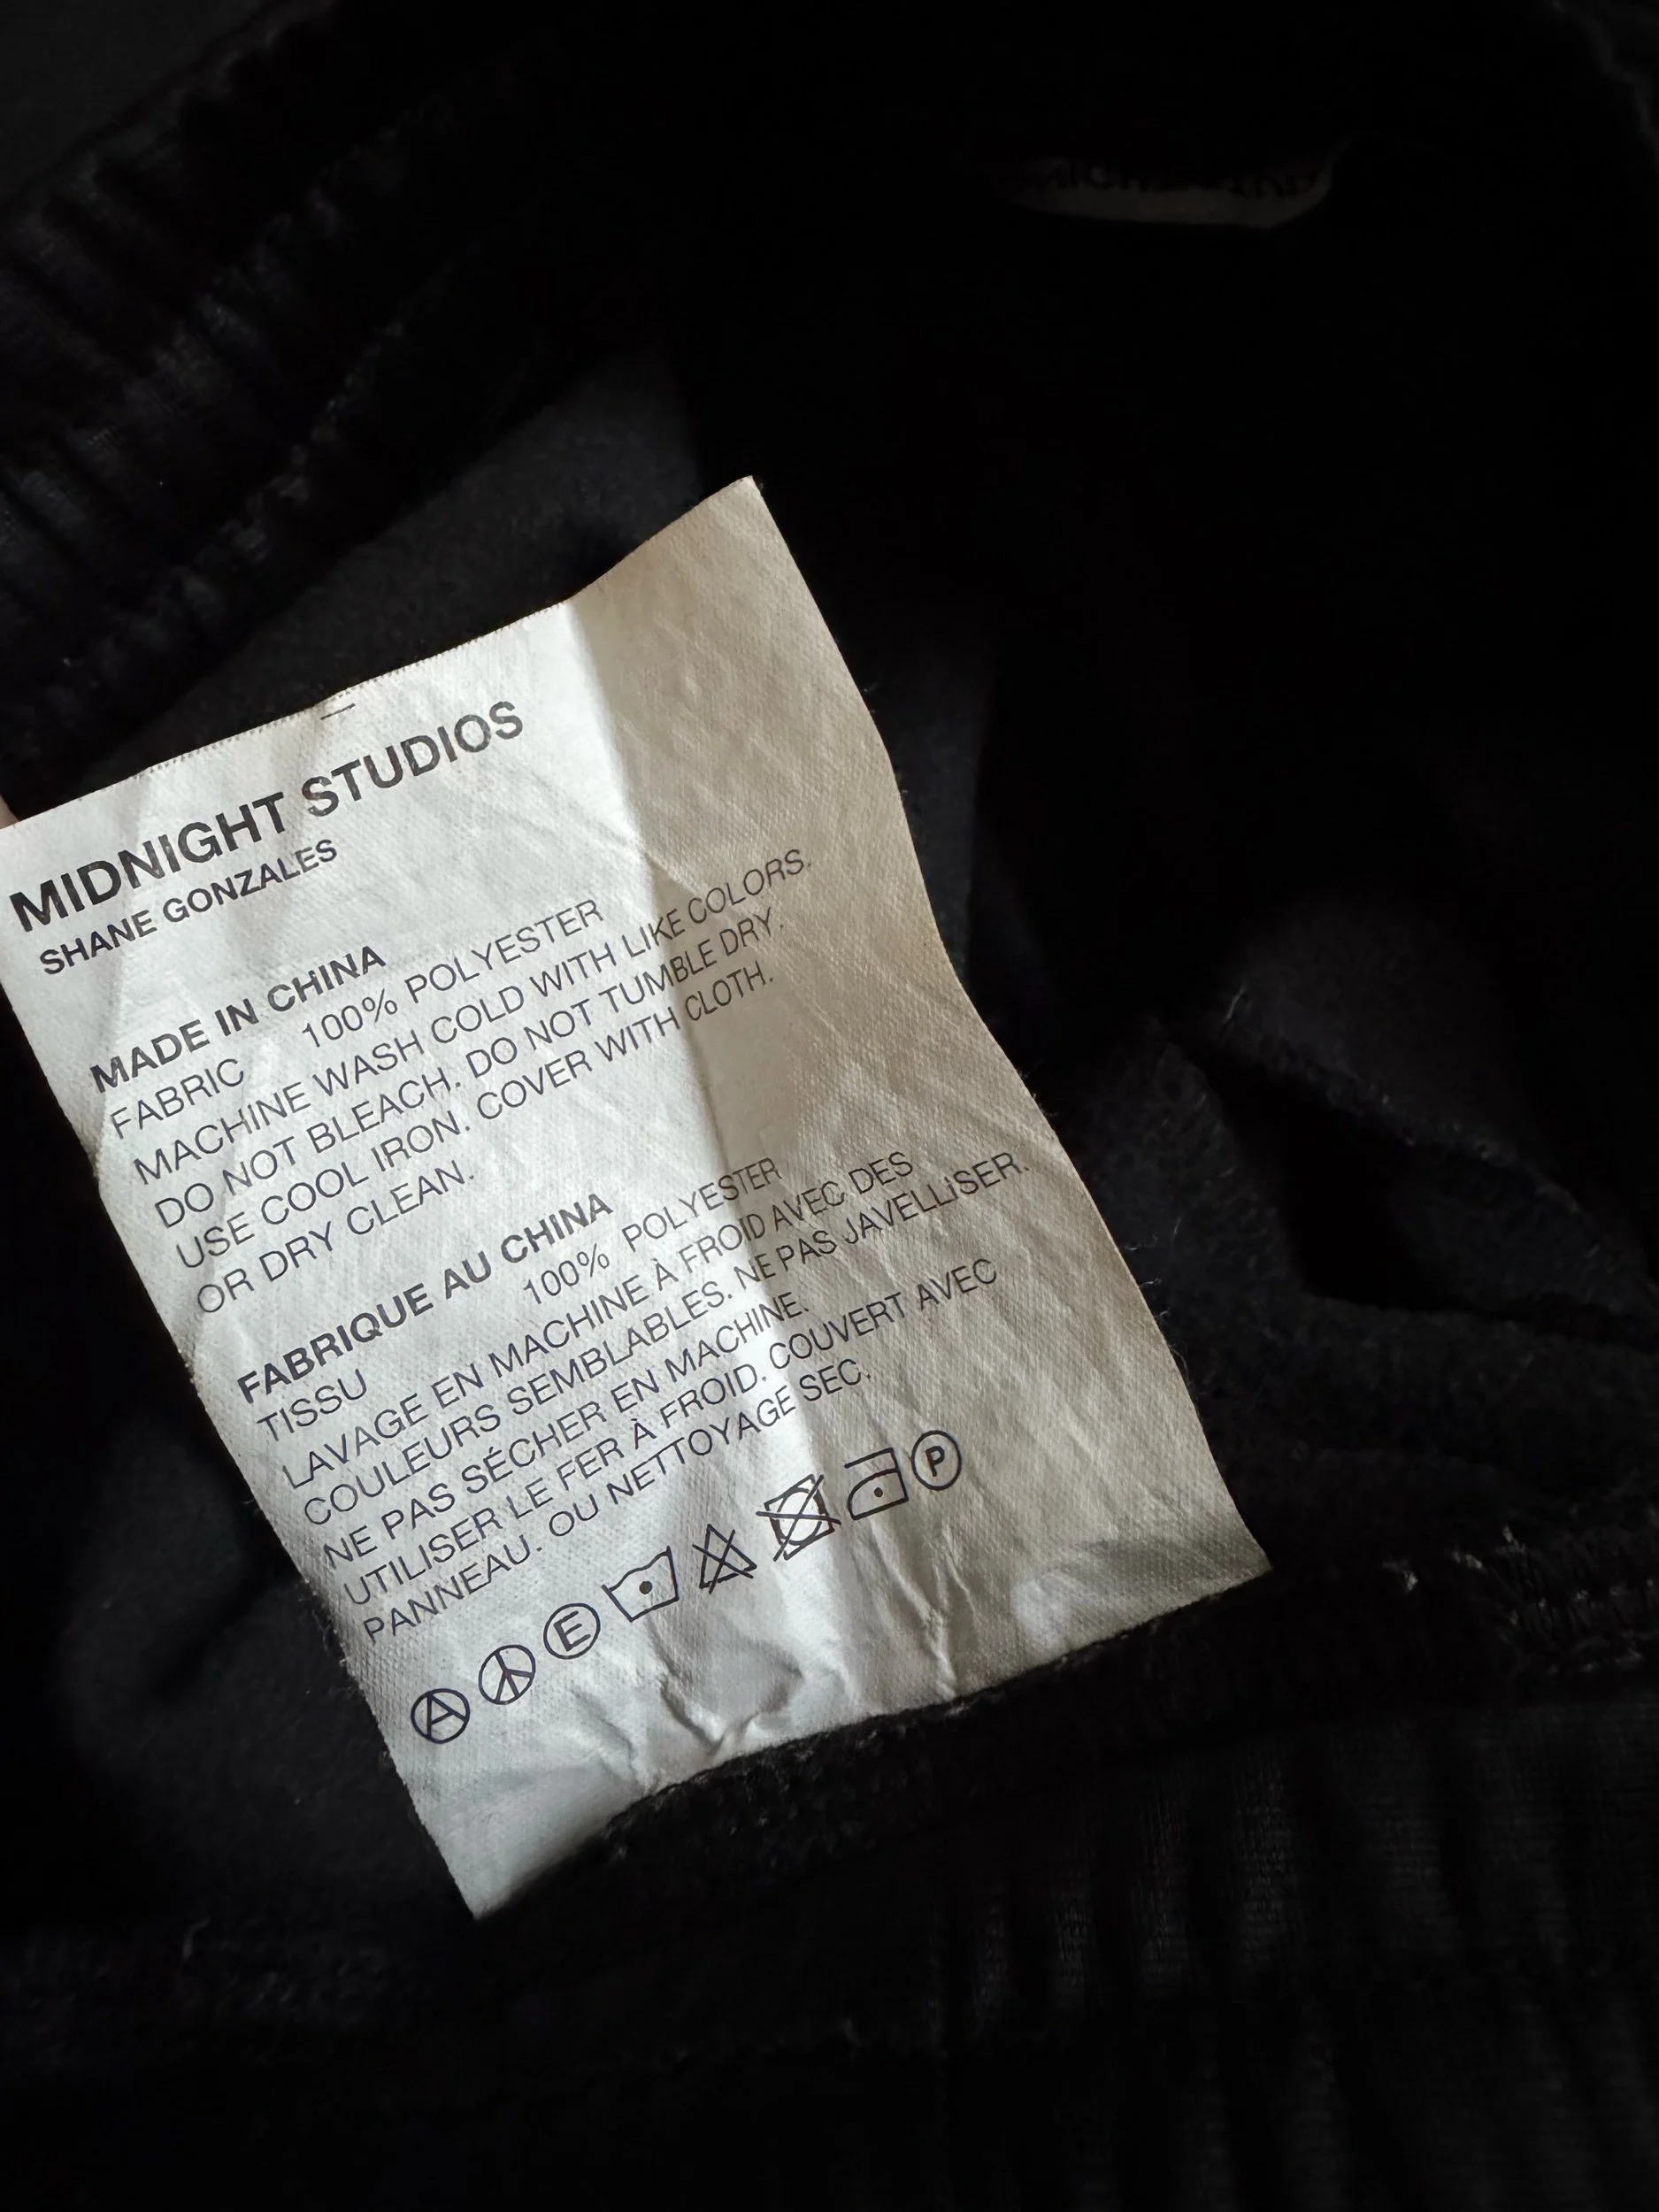 MIDNIGHT STUDIOS
SHANE GONZALES
MADE IN CHINA
FABRIC 100% POLYESTER
MACHINE WASH COLD WITH LIKE COLORS.
DO NOT BLEACH. DO NOT TUMBLE DRY.
USE COOL IRON. COVER WITH CLOTH.
OR DRY CLEAN.
FABRIQUE AU CHINA
TISSU 100% POLYESTER
LAVAGE EN MACHINE À FROID AVEC DES
COULEURS SEMBLABLES. NE PAS JAVELLISER.
NE PAS SÉCHER EN MACHINE.
UTILISER LE FER À FROID. COUVERT AVEC
PANNEAU. OU NETTOYAGE SEC.
A E P